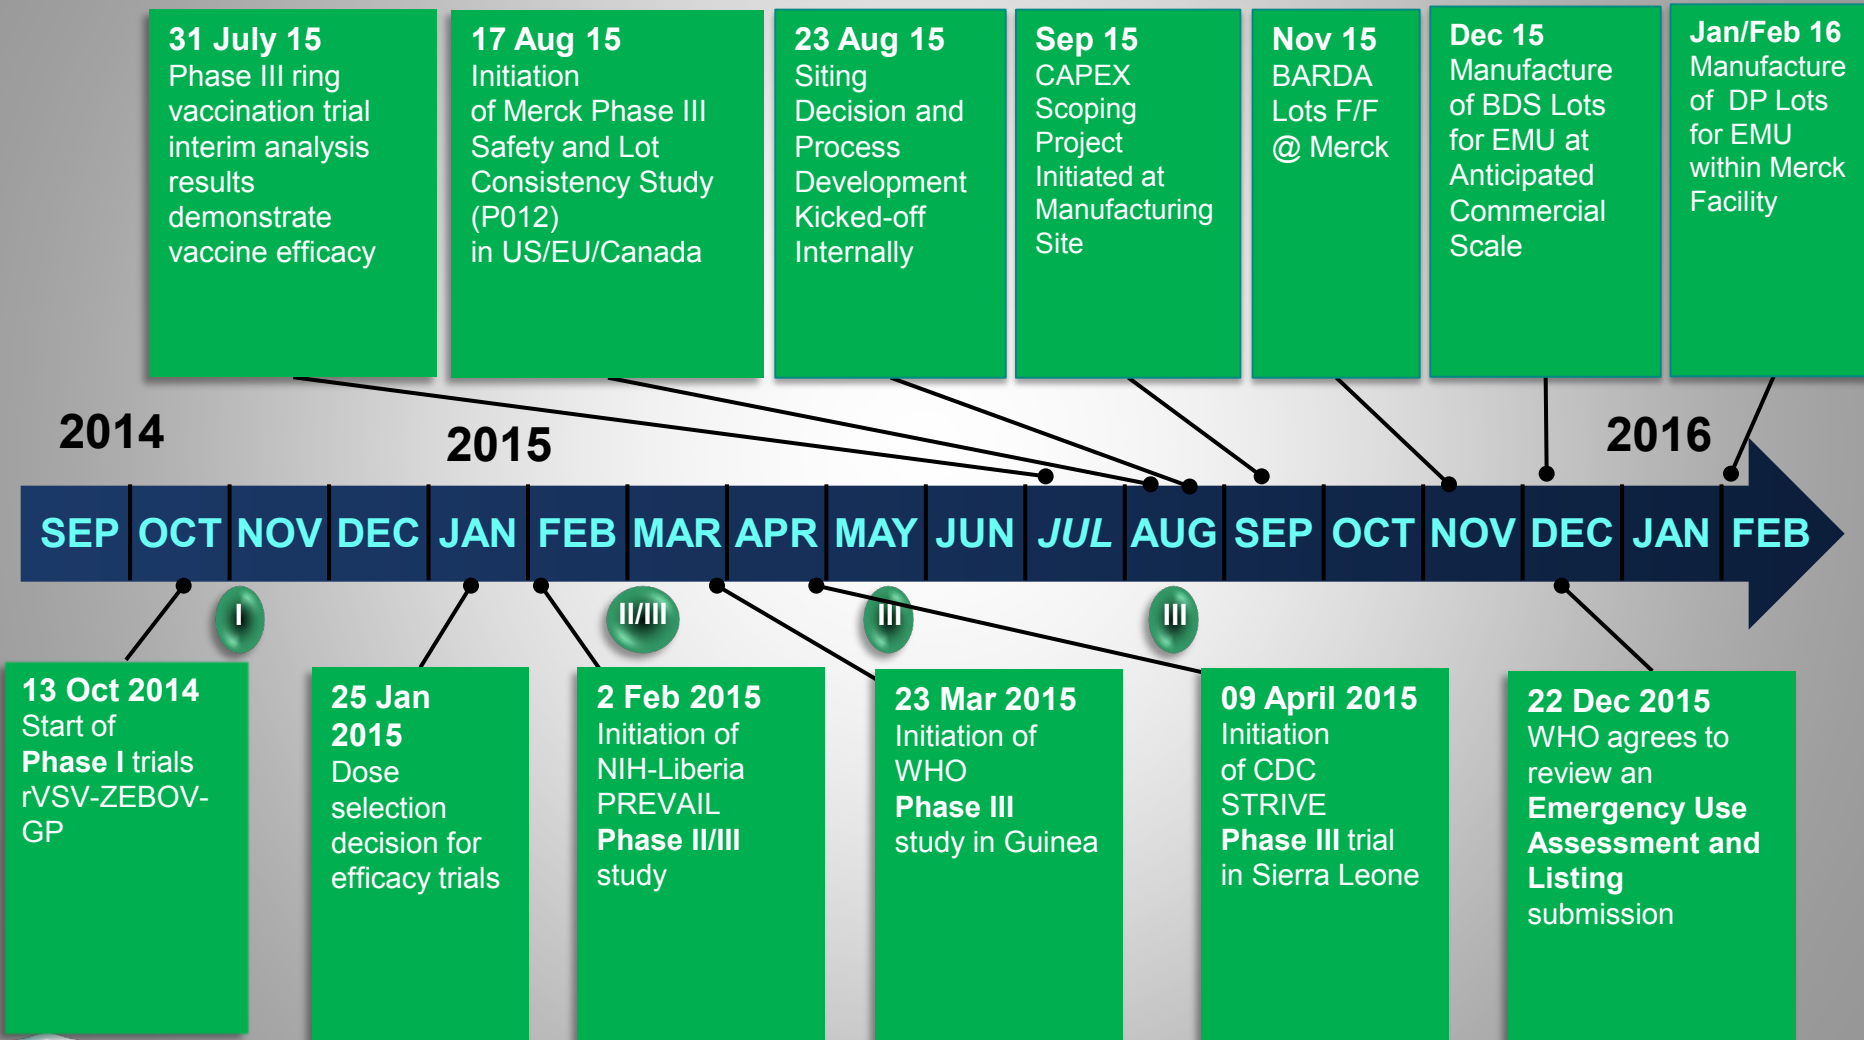 31 July 15
Phase III ring
vaccination trial
interim analysis
results
demonstrate
vaccine efficacy
17 Aug 15
Initiation
of Merck Phase III
Safety and Lot
Consistency Study
(P012)
in US/EU/Canada
23 Aug 15
Siting
Decision and
Process
Development
Kicked-off
Internally
Sep 15
CAPEX
Scoping
Project
Initiated at
Manufacturing
Site
Nov 15
BARDA
Lots F/F
@ Merck
Dec 15
Manufacture
of BDS Lots
for EMU at
Anticipated
Commercial
Scale
Jan/Feb 16
Manufacture
of DP Lots
for EMU
within Merck
Facility
2014
2015
2016
SEP OCT NOV DEC JAN FEB MAR APR MAY JUN JUL AUG SEP OCT NOV DEC JAN FEB
I
II/III
III
III
13 Oct 2014
Start of
Phase I trials
rVSV-ZEBOV-
GP
25 Jan
2015
Dose
selection
decision for
efficacy trials
2 Feb 2015
Initiation of
NIH-Liberia
PREVAIL
Phase II/III
study
23 Mar 2015
Initiation of
WHO
Phase III
study in Guinea
09 April 2015
Initiation
of CDC
STRIVE
Phase III trial
in Sierra Leone
22 Dec 2015
WHO agrees to
review an
Emergency Use
Assessment and
Listing
submission